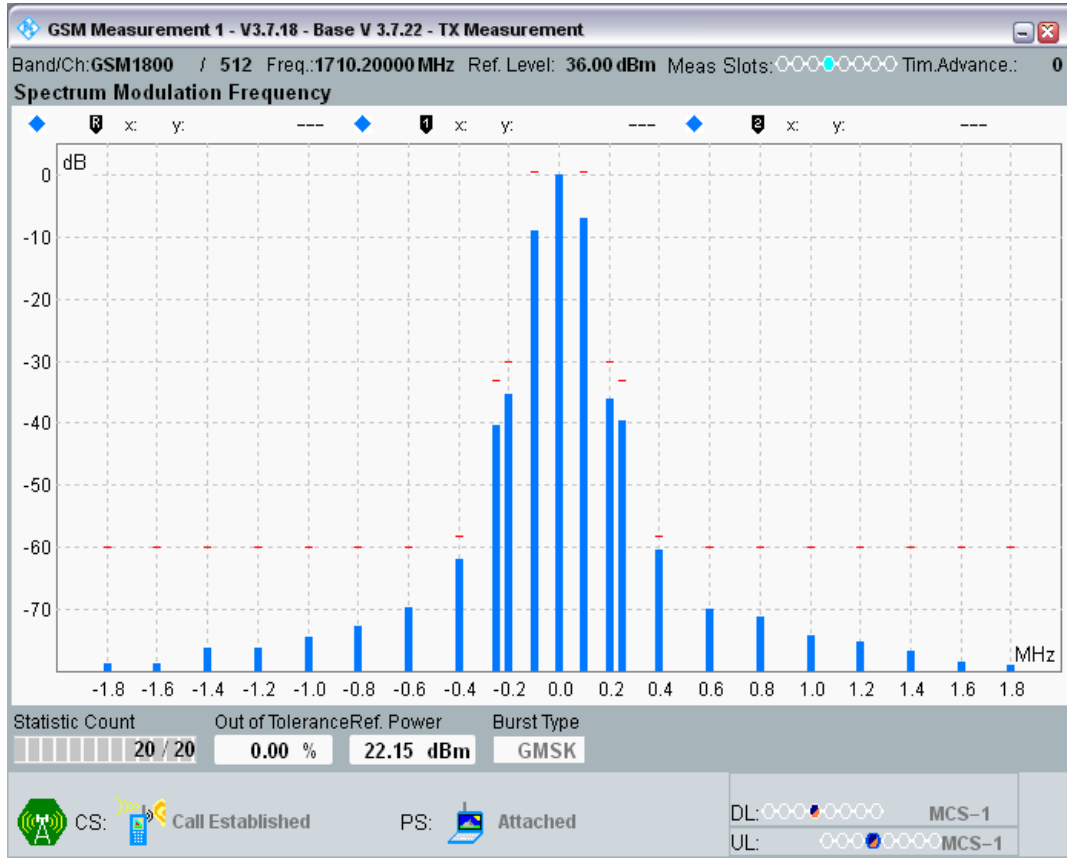 GSM Measurement 1 - V3.7.18 - Base V 3.7.22 - TX Measurement
Band/Ch:GSM1800 / 512 Freq.:1710.20000 MHz Ref. Level: 36.00 dBm Meas Slots: Tim.Advance.: 0
Spectrum Modulation Frequency
R x: y: --- 1 x: y: --- 2 x: y: ---
dB
0
-10
-20
-30
-40
-50
-60
-70
MHz
-1.8 -1.6 -1.4 -1.2 -1.0 -0.8 -0.6 -0.4 -0.2 0.0 0.2 0.4 0.6 0.8 1.0 1.2 1.4 1.6 1.8
Statistic Count Out of Tolerance Ref. Power Burst Type
20 / 20 0.00 % 22.15 dBm GMSK
CS: Call Established PS: Attached
DL: MCS-1
UL: MCS-1